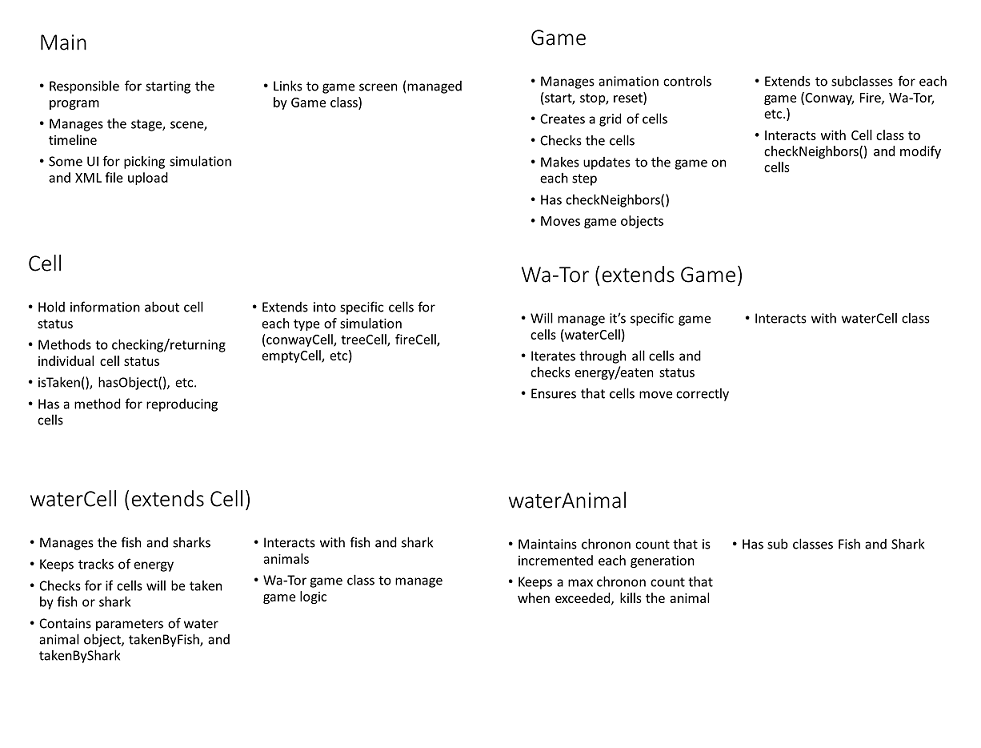 Main
• Responsible for starting the
program
• Manages the stage, scene,
timeline
• Some UI for picking simulation
and XML file upload
• Links to game screen (managed
by Game class)
Game
• Manages animation controls
(start, stop, reset)
• Creates a grid of cells
• Checks the cells
• Makes updates to the game on
each step
• Has checkNeighbors()
• Moves game objects
• Extends to subclasses for each
game (Conway, Fire, Wa-Tor,
etc.)
• Interacts with Cell class to
checkNeighbors() and modify
cells
Cell
• Hold information about cell
status
• Methods to checking/returning
individual cell status
• isTaken(), hasObject(), etc.
• Has a method for reproducing
cells
• Extends into specific cells for
each type of simulation
(conwayCell, treeCell, fireCell,
emptyCell, etc)
Wa-Tor (extends Game)
• Will manage it's specific game
cells (waterCell)
• Iterates through all cells and
checks energy/eaten status
• Ensures that cells move correctly
• Interacts with waterCell class
waterCell (extends Cell)
• Manages the fish and sharks
• Keeps tracks of energy
• Checks for if cells will be taken
by fish or shark
• Contains parameters of water
animal object, takenByFish, and
takenByShark
• Interacts with fish and shark
animals
• Wa-Tor game class to manage
game logic
waterAnimal
• Maintains chronon count that is
incremented each generation
• Keeps a max chronon count that
when exceeded, kills the animal
• Has sub classes Fish and Shark